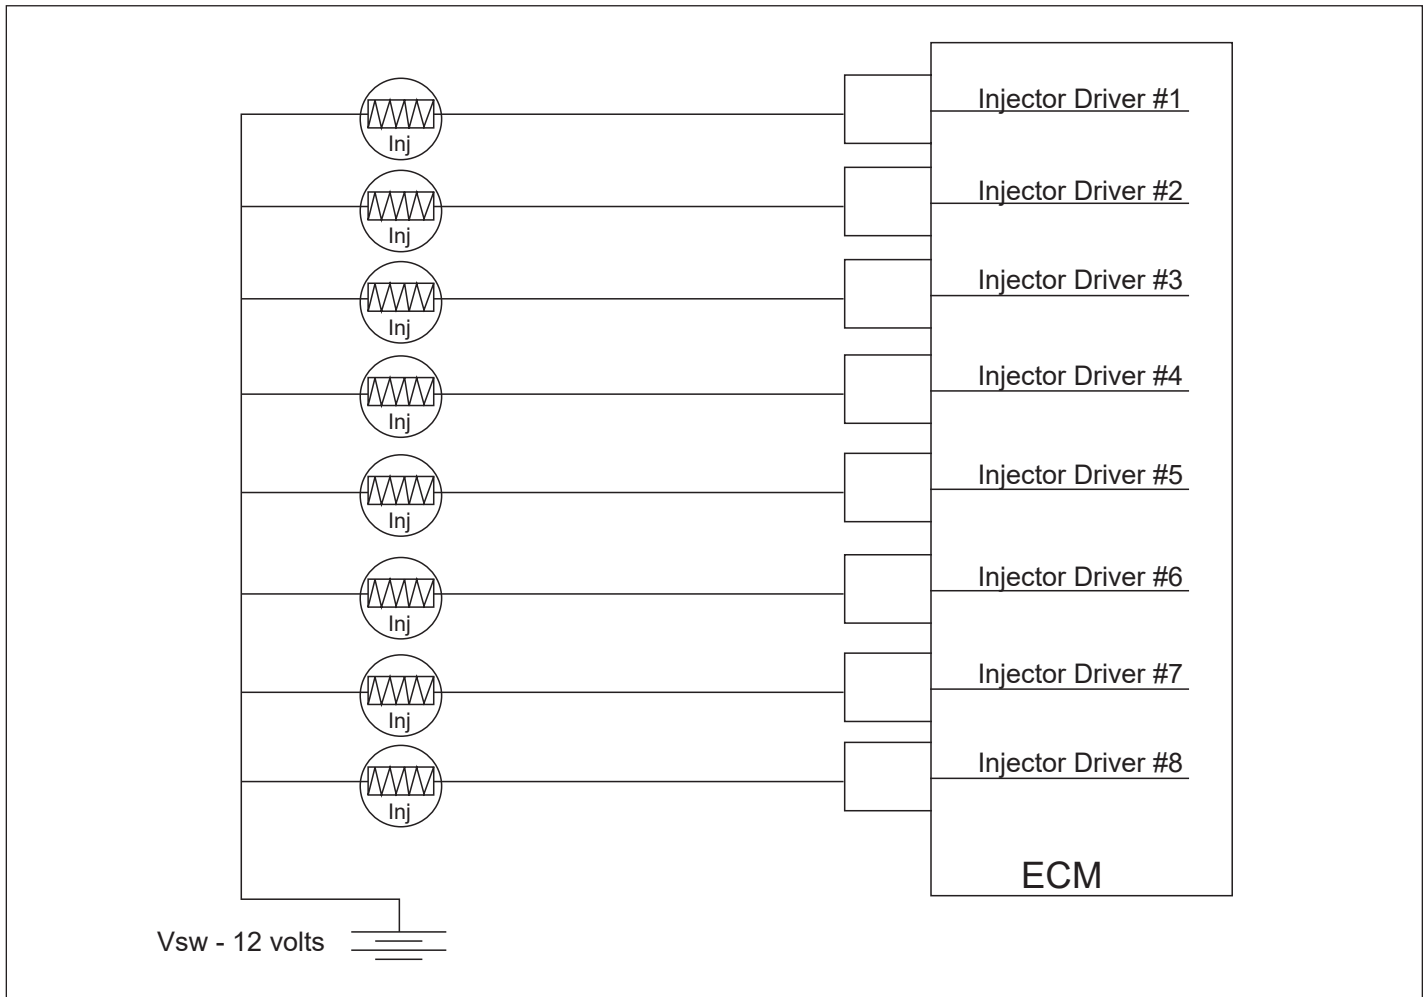 Injector Driver #1
Inj
Injector Driver #2
Inj
Injector Driver #3
Inj
Injector Driver #4
Inj
Injector Driver #5
Inj
Injector Driver #6
Inj
Injector Driver #7
Inj
Injector Driver #8
Inj
ECM
Vsw - 12 volts